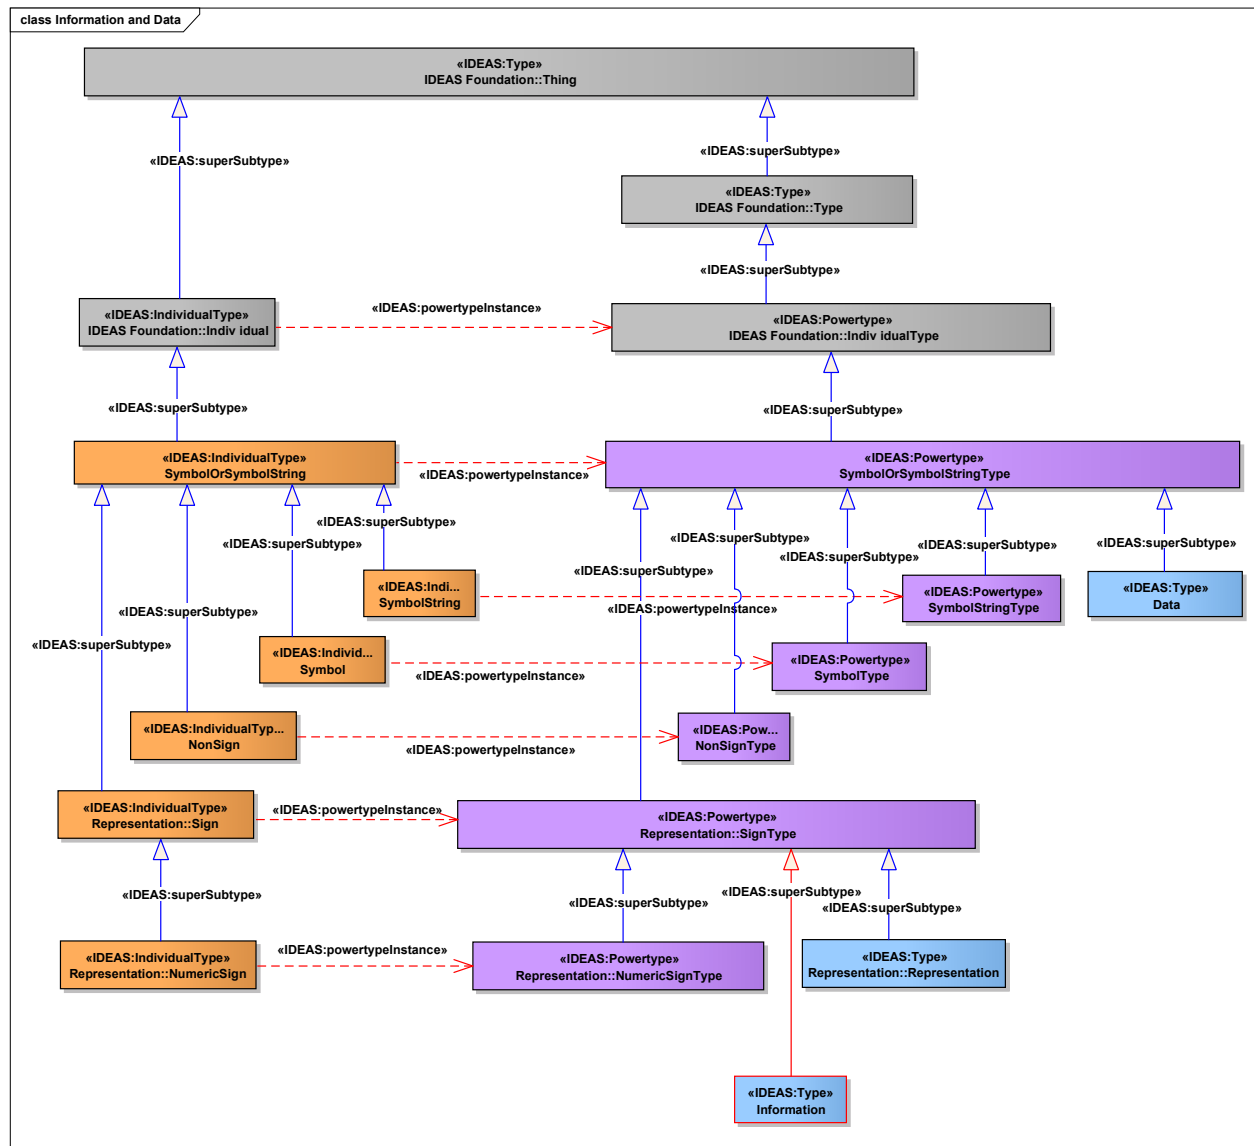 class Information and Data
«IDEAS:Type»
IDEAS Foundation::Thing
«IDEAS:superSubtype»
«IDEAS:superSubtype»
«IDEAS:Type»
IDEAS Foundation::Type
«IDEAS:superSubtype»
«IDEAS:IndividualType»
IDEAS Foundation::Indiv idual
«IDEAS:powertypeInstance»
«IDEAS:Powertype»
IDEAS Foundation::Indiv idualType
«IDEAS:superSubtype»
«IDEAS:superSubtype»
«IDEAS:IndividualType»
SymbolOrSymbolString
«IDEAS:powertypeInstance»
«IDEAS:Powertype»
SymbolOrSymbolStringType
«IDEAS:superSubtype»
«IDEAS:superSubtype»
«IDEAS:superSubtype»
«IDEAS:superSubtype»
«IDEAS:superSubtype»
«IDEAS:superSubtype»
«IDEAS:superSubtype»
«IDEAS:superSubtype»
«IDEAS:Indi...
SymbolString
«IDEAS:powertypeInstance»
«IDEAS:Powertype»
SymbolStringType
«IDEAS:Type»
Data
«IDEAS:superSubtype»
«IDEAS:superSubtype»
«IDEAS:Individ...
Symbol
«IDEAS:powertypeInstance»
«IDEAS:Powertype»
SymbolType
«IDEAS:IndividualTyp...
NonSign
«IDEAS:powertypeInstance»
«IDEAS:Pow...
NonSignType
«IDEAS:IndividualType»
Representation::Sign
«IDEAS:powertypeInstance»
«IDEAS:Powertype»
Representation::SignType
«IDEAS:superSubtype»
«IDEAS:superSubtype»
«IDEAS:superSubtype»
«IDEAS:superSubtype»
«IDEAS:IndividualType»
Representation::NumericSign
«IDEAS:powertypeInstance»
«IDEAS:Powertype»
Representation::NumericSignType
«IDEAS:Type»
Representation::Representation
«IDEAS:Type»
Information